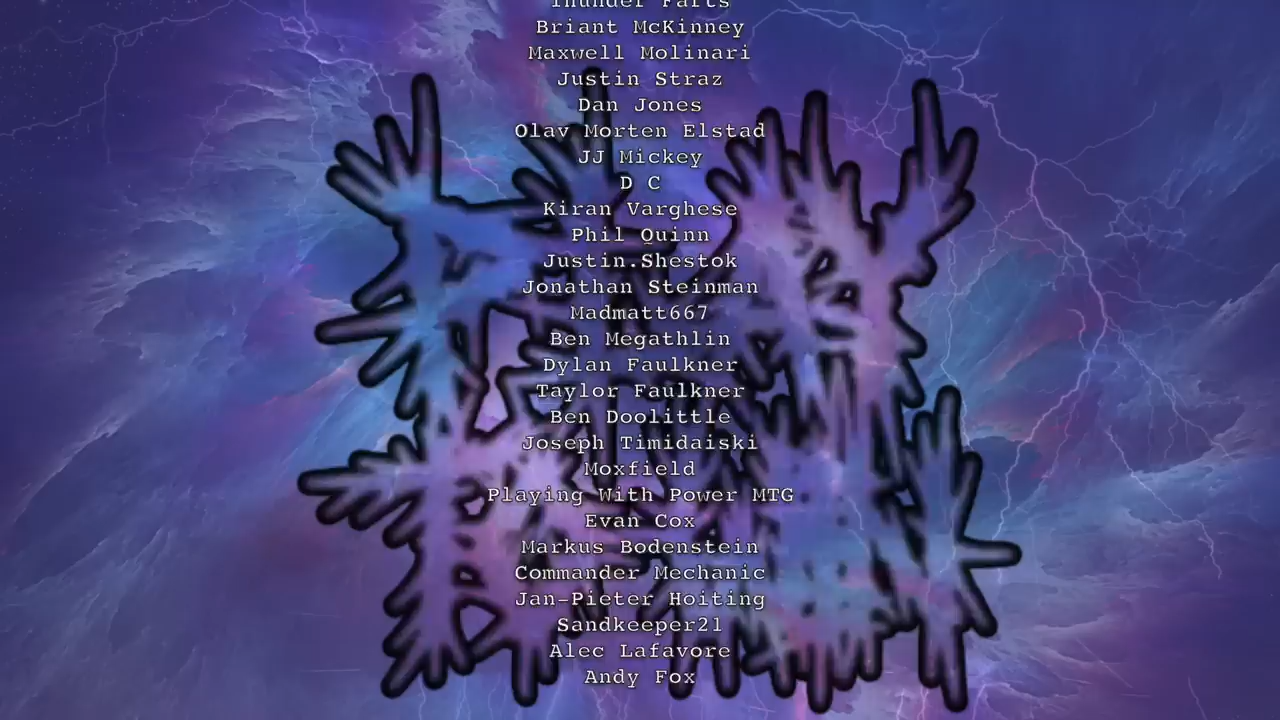 Thunder Farts
Briant McKinney
Maxwell Molinari
Justin Straz
Dan Jones
Olav Morten Elstad
JJ Mickey
D C
Kiran Varghese
Phil Quinn
Justin.Shestok
Jonathan Steinman
Madmatt667
Ben Megathlin
Dylan Faulkner
Taylor Faulkner
Ben Doolittle
Joseph Timidaiski
Moxfield
Playing With Power MTG
Evan Cox
Markus Bodenstein
Commander Mechanic
Jan-Pieter Hoiting
Sandkeeper21
Alec Lafavore
Andy Fox